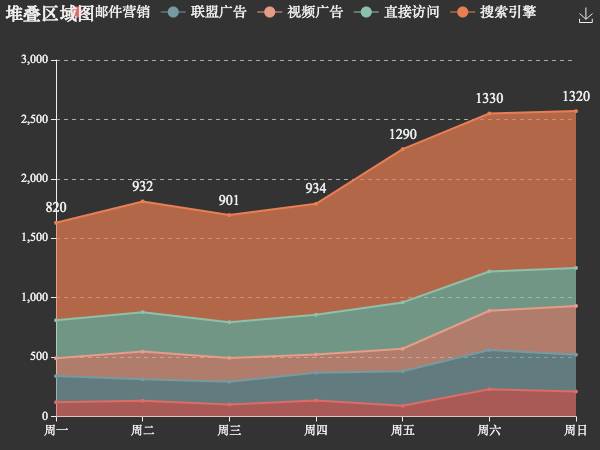 堆叠区域图 邮件营销 联盟广告 视频广告 直接访问 搜索引擎
3,000
2,500
2,000
1,500
1,000
500
0
820 932 901 934 1290 1330 1320
周一 周二 周三 周四 周五 周六 周日